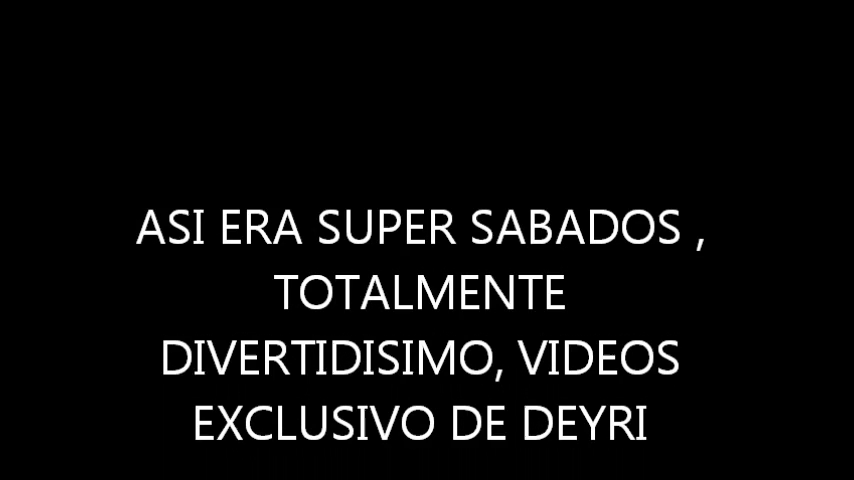 ASI ERA SUPER SABADOS ,
TOTALMENTE
DIVERTIDISIMO, VIDEOS
EXCLUSIVO DE DEYRI